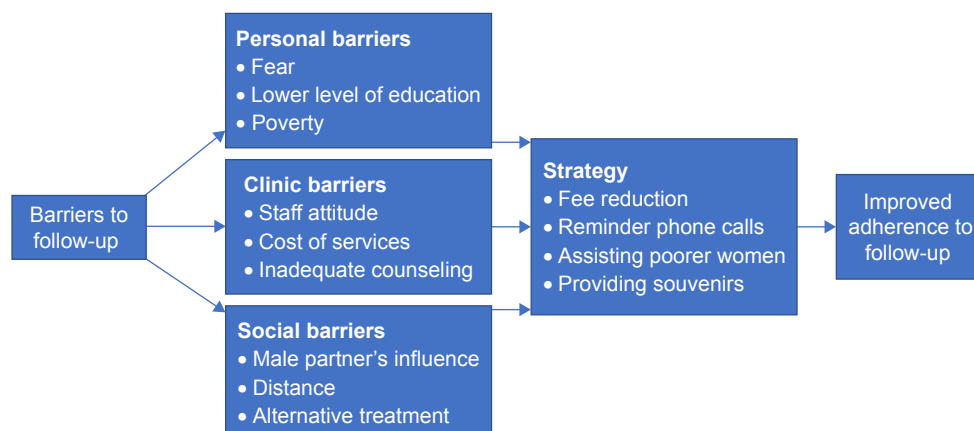 Barriers to
follow-up
Personal barriers
• Fear
• Lower level of education
• Poverty
Clinic barriers
• Staff attitude
• Cost of services
• Inadequate counseling
Social barriers
• Male partner's influence
• Distance
• Alternative treatment
Strategy
• Fee reduction
• Reminder phone calls
• Assisting poorer women
• Providing souvenirs
Improved
adherence to
follow-up